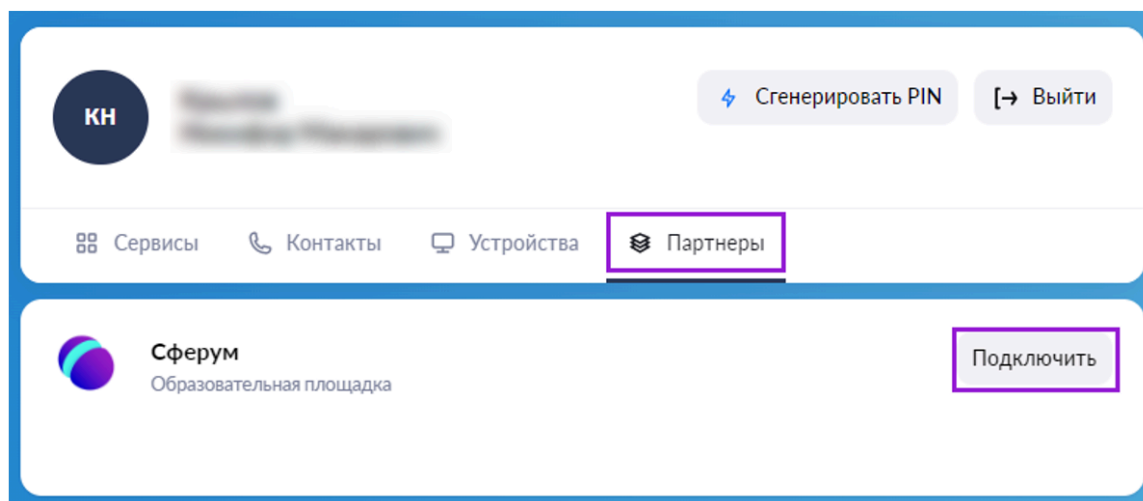 КН
Сгенерировать PIN
Выйти
Сервисы
Контакты
Устройства
Партнеры
Сферум
Образовательная площадка
Подключить